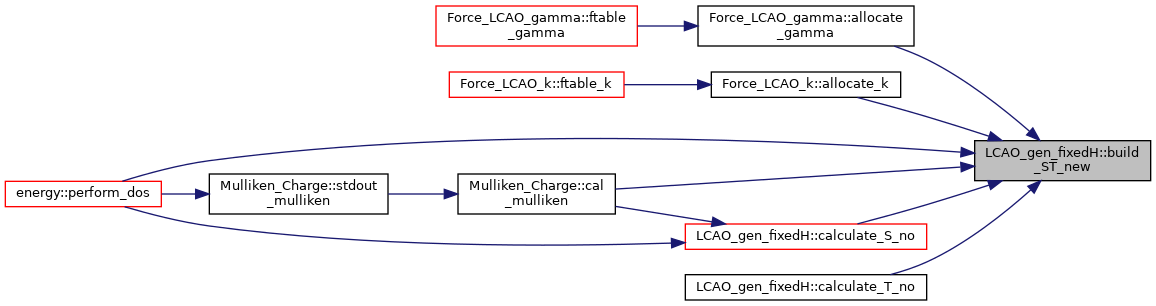 Force_LCAO_gamma::ftable
_gamma
Force_LCAO_gamma::allocate
_gamma
Force_LCAO_k::ftable_k
Force_LCAO_k::allocate_k
LCAO_gen_fixedH::build
_ST_new
energy::perform_dos
Mulliken_Charge::stdout
_mulliken
Mulliken_Charge::cal
_mulliken
LCAO_gen_fixedH::calculate_S_no
LCAO_gen_fixedH::calculate_T_no